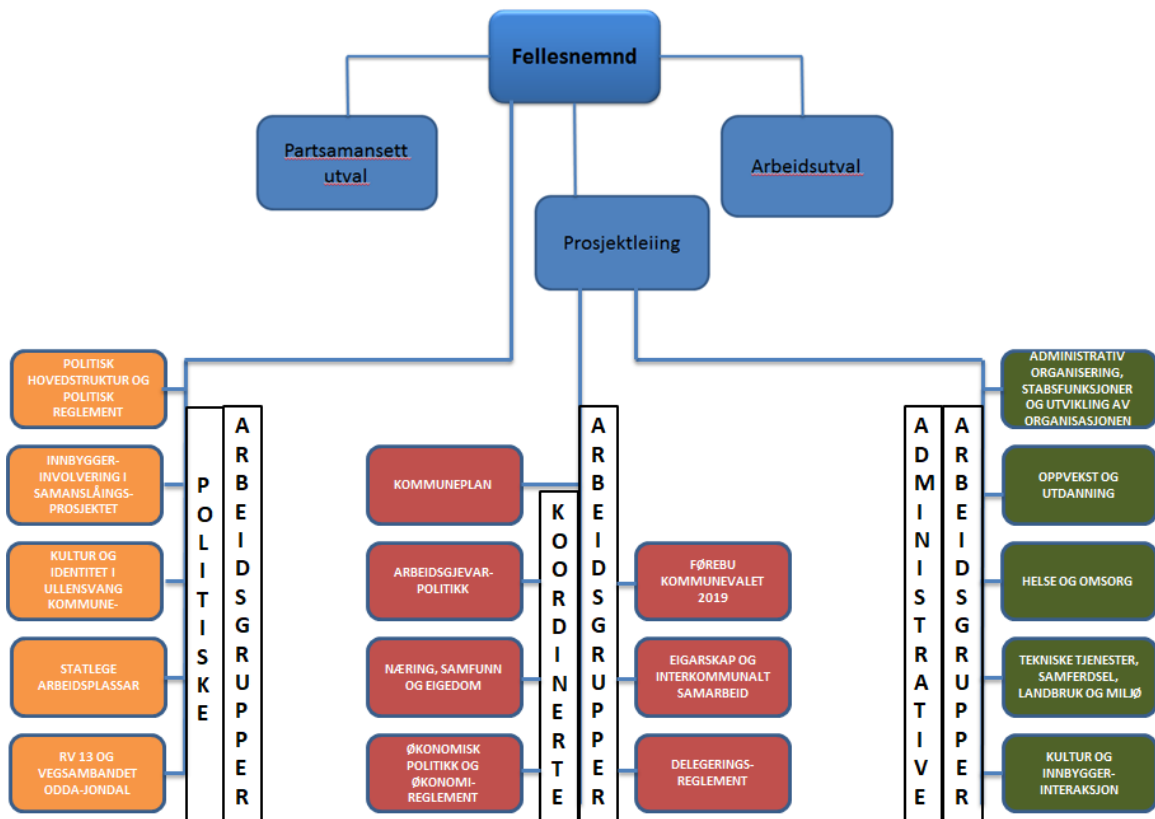 Fellesnemnd
Partsamansett
utval
Arbeidsutval
Prosjektleiing
POLITISK
HOVEDSTRUKTUR OG
POLITISK
REGLEMENT
INNBYGGER-
INVOLVERING I
SAMANSLÅINGS-
PROSJEKTET
KULTUR OG
IDENTITET I
ULLENSVANG
KOMMUNE-
STATLEGE
ARBEIDSPLASSAR
RV 13 OG
VEGSAMBANDET
ODDA-JONDAL
POLITISKE
ARBEIDSGRUPPER
KOMMUNEPLAN
ARBEIDSGJEVAR-
POLITIKK
NÆRING, SAMFUNN
OG EIGEDOM
ØKONOMISK
POLITIKK OG
ØKONOMI-
REGLEMENT
KOORDINERTE
ARBEIDSGRUPPER
FØREBU
KOMMUNEVALET
2019
EIGARSKAP OG
INTERKOMMUNALT
SAMARBEID
DELEGERINGS-
REGLEMENT
ADMINISTRATIVE
ARBEIDSGRUPPER
ADMINISTRATIV
ORGANISERING,
STABSFUNKSJONER
OG UTVIKLING AV
ORGANISASJONEN
OPPVEKST OG
UTDANNING
HELSE OG OMSORG
TEKNISKE TJENESTER,
SAMFERDSEL,
LANDBRUK OG MILJØ
KULTUR OG
INNBYGGER-
INTERAKSJON